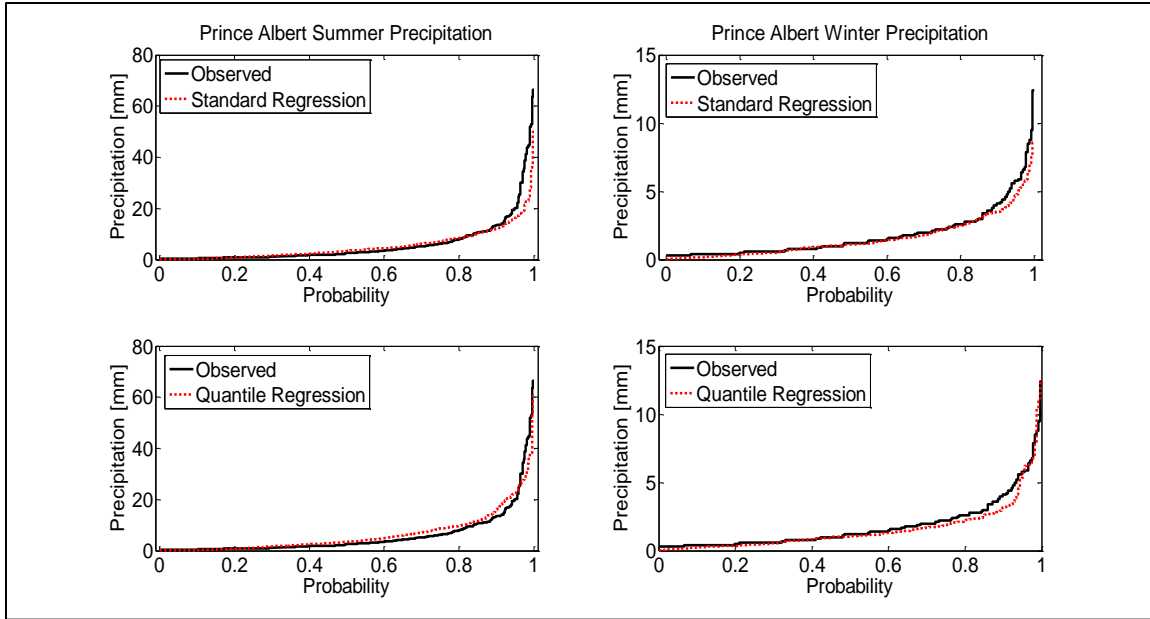 Prince Albert Summer Precipitation
80
60
40
20
0
Precipitation [mm]
Observed
Standard Regression
0 0.2 0.4 0.6 0.8 1
Probability
Prince Albert Winter Precipitation
15
10
5
0
Precipitation [mm]
Observed
Standard Regression
0 0.2 0.4 0.6 0.8 1
Probability
80
60
40
20
0
Precipitation [mm]
Observed
Quantile Regression
0 0.2 0.4 0.6 0.8 1
Probability
15
10
5
0
Precipitation [mm]
Observed
Quantile Regression
0 0.2 0.4 0.6 0.8 1
Probability